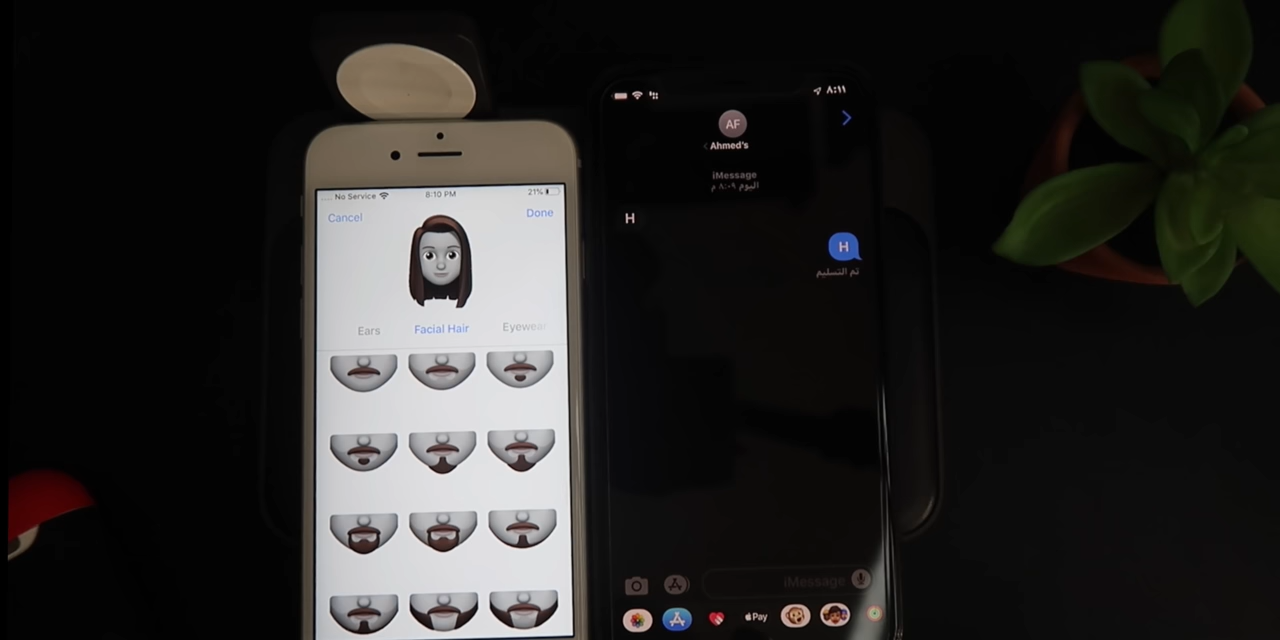 No Service 8:10 PM 21%
Cancel
Done
Ears Facial Hair Eyewear
٨:١١
AF
Ahmed's
iMessage
اليوم ٨:٠٩ م
H
H
تم التسليم
iMessage
Pay